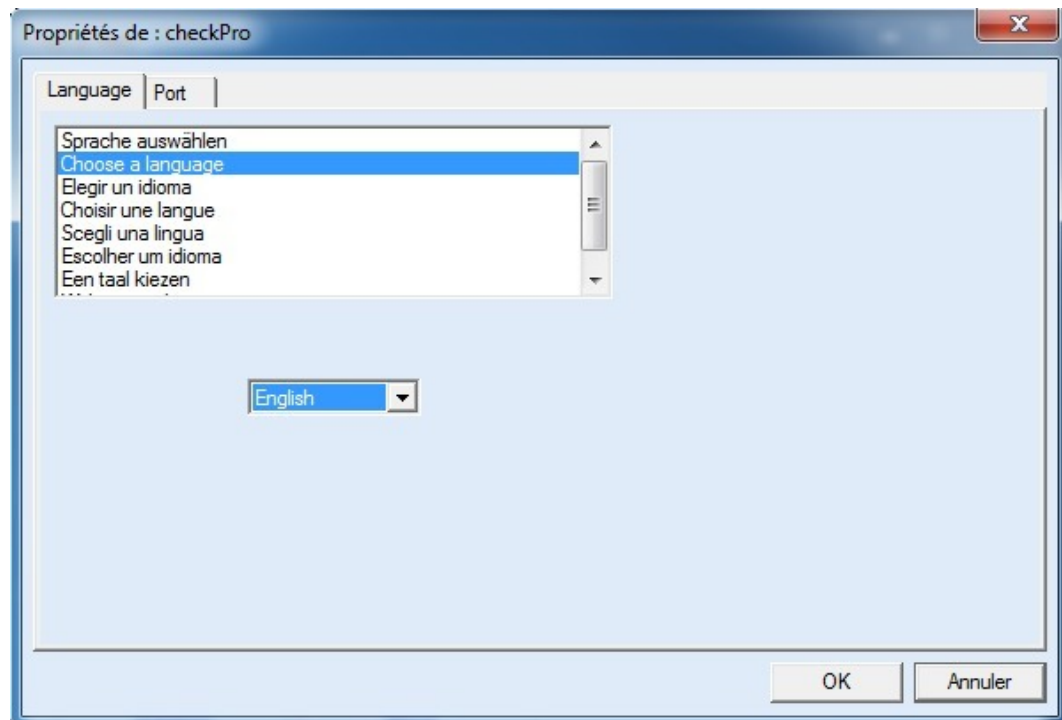 Propriétés de : checkPro
Language Port
Sprache auswählen
Choose a language
Elegir un idioma
Choisir une langue
Scegli una lingua
Escolher um idioma
Een taal kiezen
English
OK Annuler